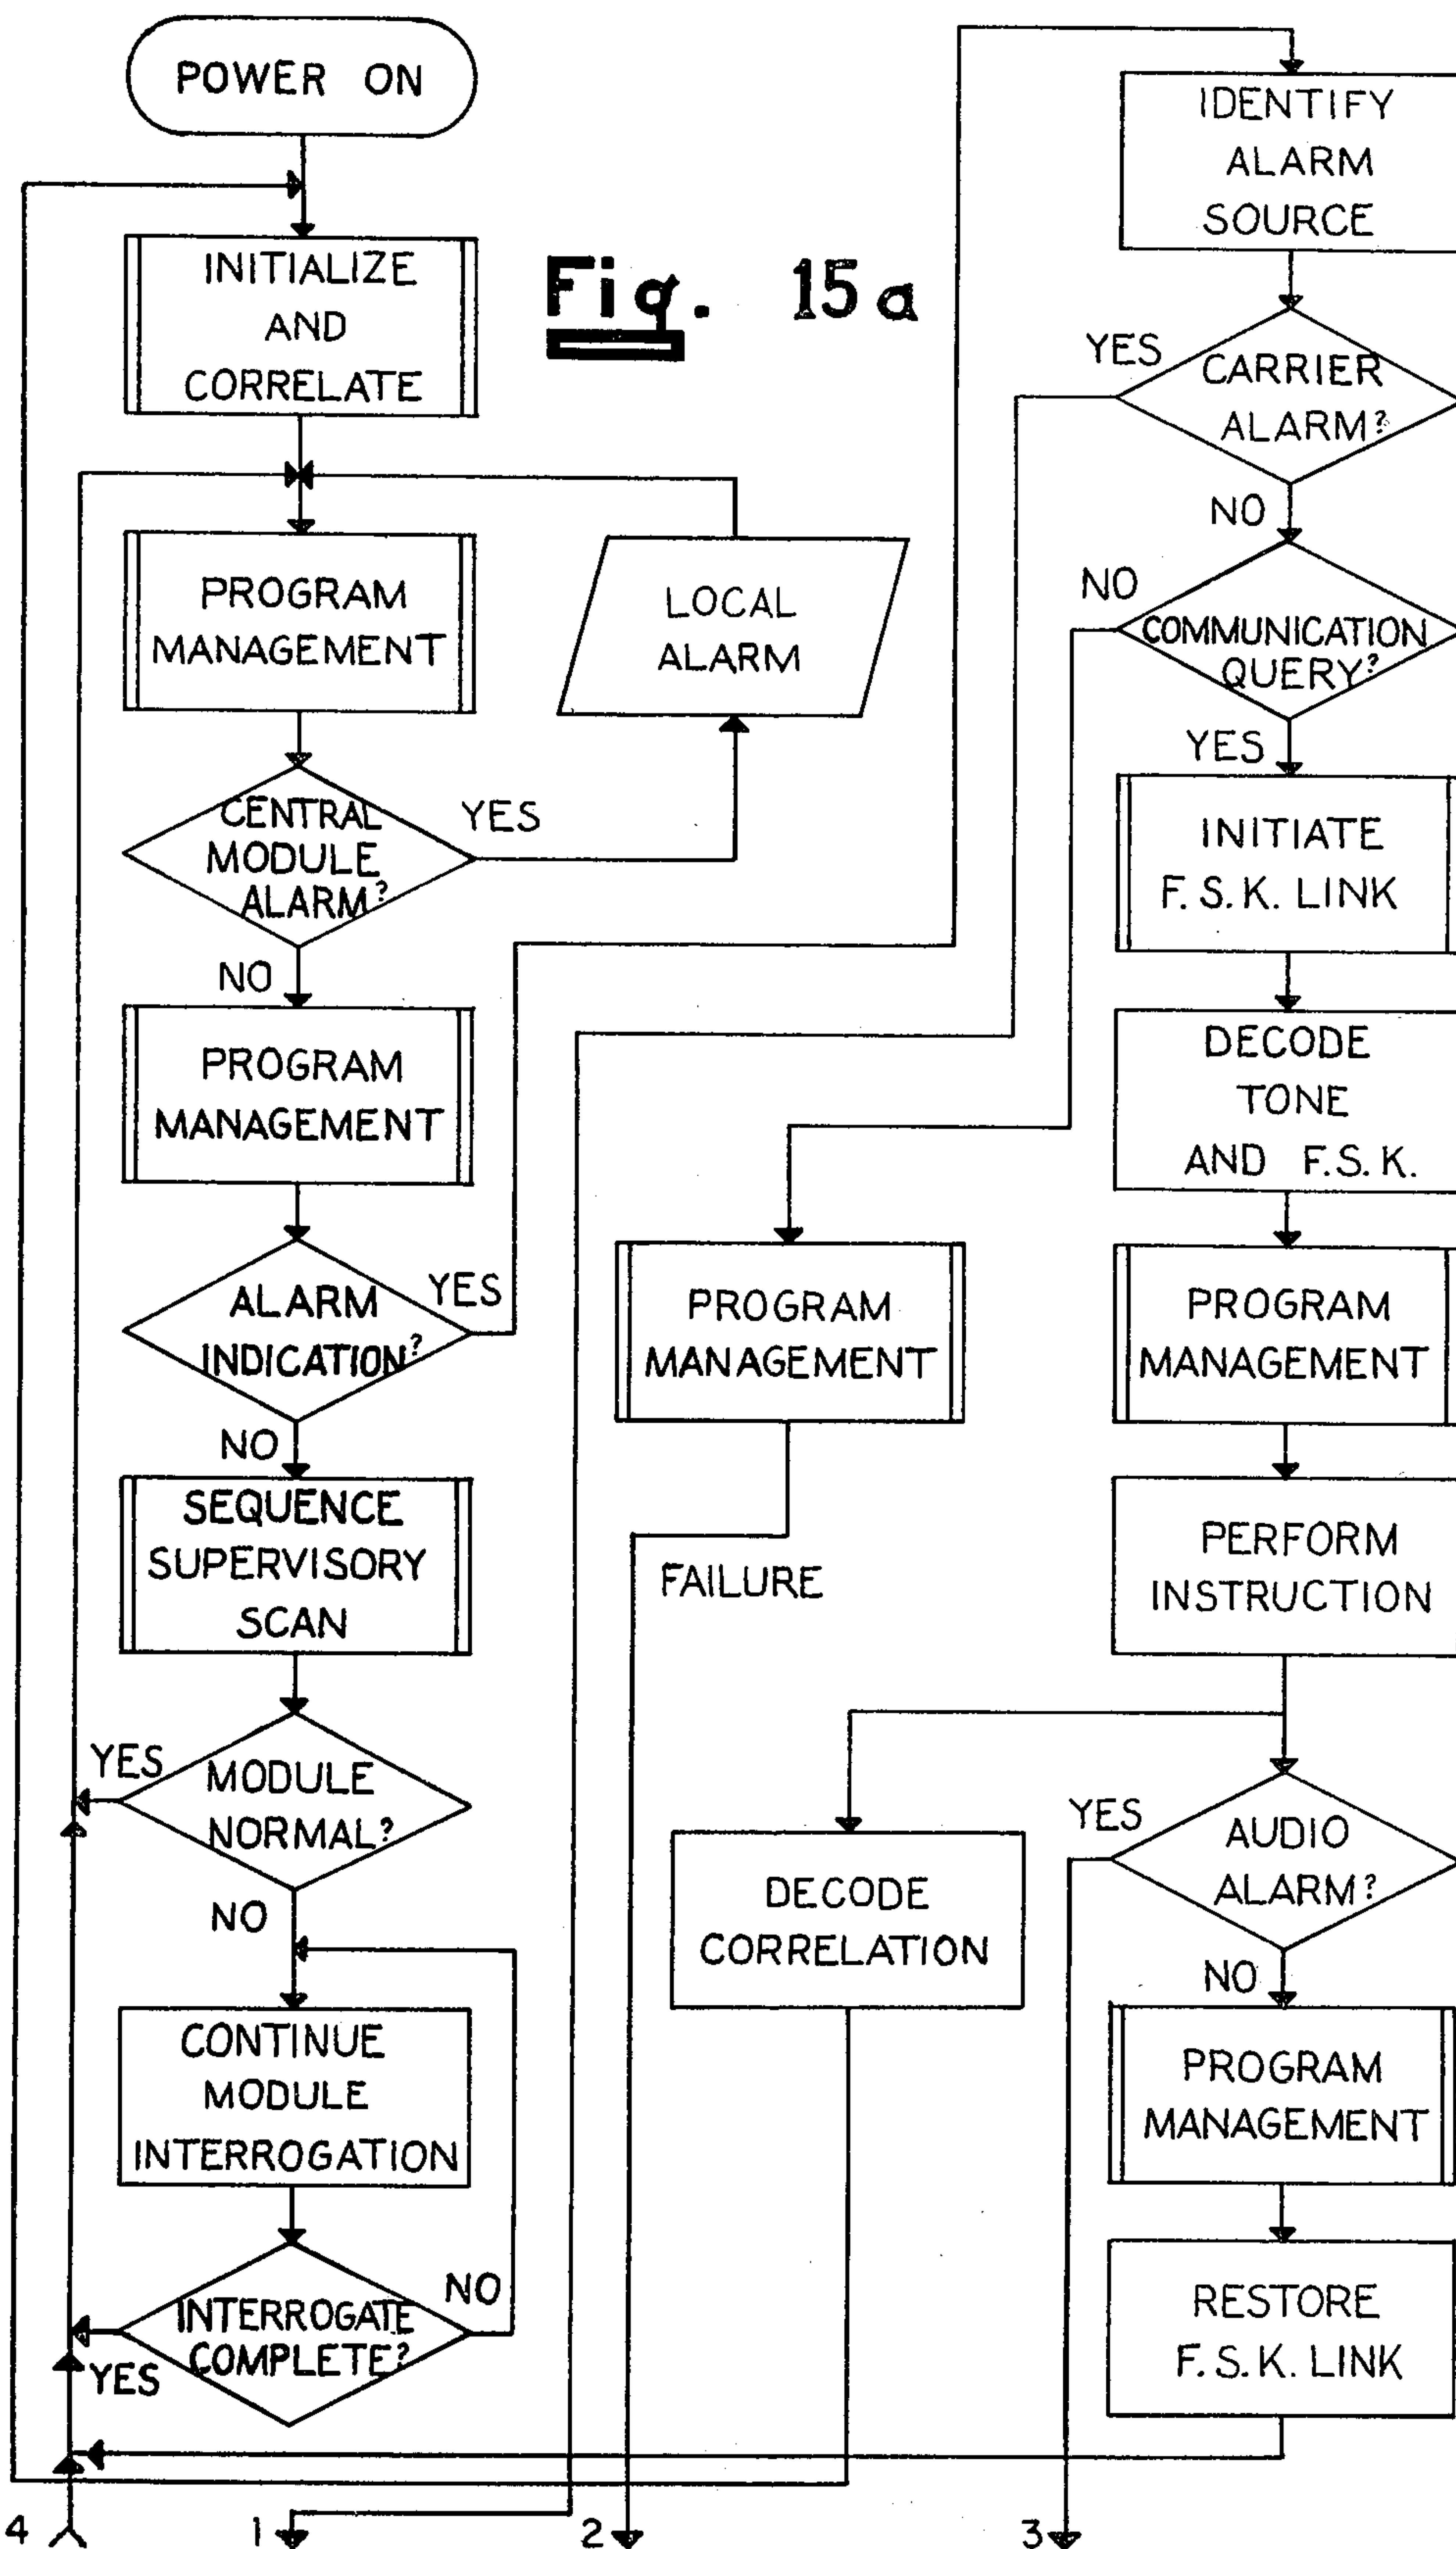 POWER ON
INITIALIZE
AND
CORRELATE
Fig. 15a
PROGRAM
MANAGEMENT
LOCAL
ALARM
CENTRAL
MODULE
ALARM?
YES
NO
PROGRAM
MANAGEMENT
ALARM
INDICATION?
YES
NO
SEQUENCE
SUPERVISORY
SCAN
YES
MODULE
NORMAL?
NO
CONTINUE
MODULE
INTERROGATION
INTERROGATE
COMPLETE?
NO
YES
4
1
PROGRAM
MANAGEMENT
FAILURE
DECODE
CORRELATION
2
IDENTIFY
ALARM
SOURCE
YES
CARRIER
ALARM?
NO
NO
COMMUNICATION
QUERY?
YES
INITIATE
F. S. K. LINK
DECODE
TONE
AND F.S.K.
PROGRAM
MANAGEMENT
PERFORM
INSTRUCTION
YES
AUDIO
ALARM?
NO
PROGRAM
MANAGEMENT
RESTORE
F. S. K. LINK
3